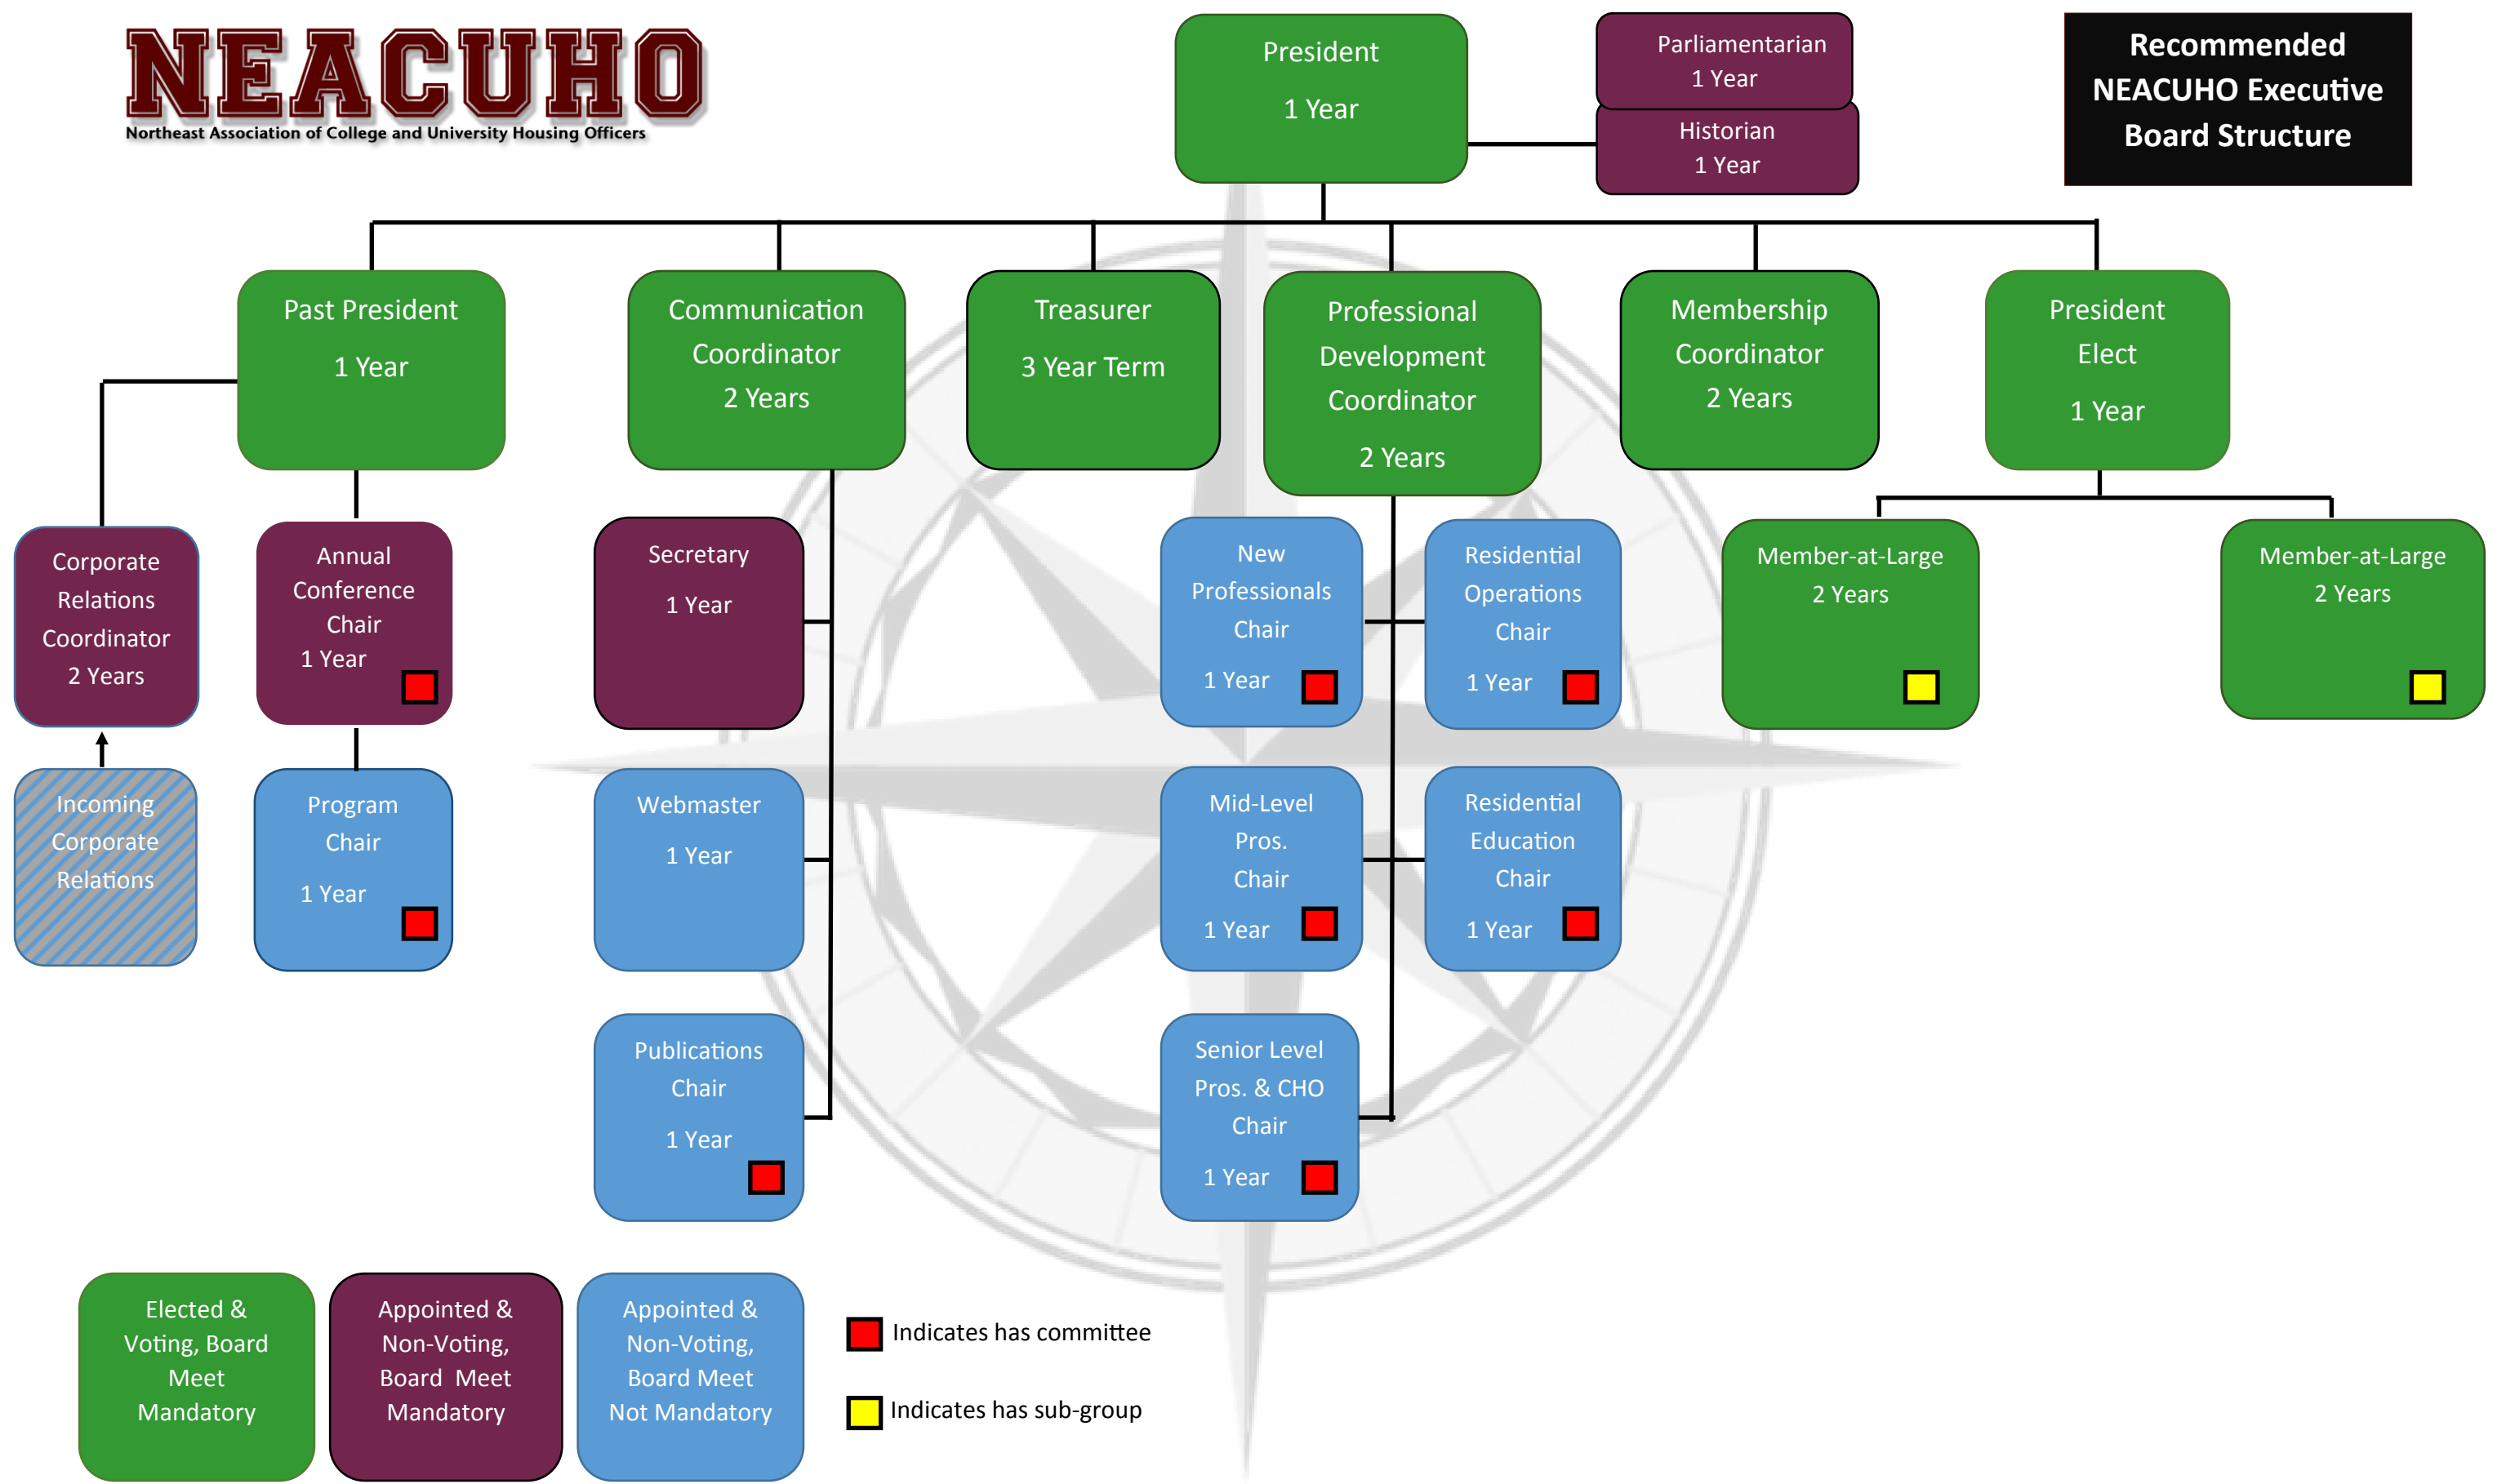 NEACUHO
Northeast Association of College and University Housing Officers
President
1 Year
Parliamentarian
1 Year
Historian
1 Year
Recommended
NEACUHO Executive
Board Structure
Past President
1 Year
Communication
Coordinator
2 Years
Treasurer
3 Year Term
Professional
Development
Coordinator
2 Years
Membership
Coordinator
2 Years
President
Elect
1 Year
Corporate
Relations
Coordinator
2 Years
Annual
Conference
Chair
1 Year
Secretary
1 Year
New
Professionals
Chair
1 Year
Residential
Operations
Chair
1 Year
Member-at-Large
2 Years
Member-at-Large
2 Years
Incoming
Corporate
Relations
Program
Chair
1 Year
Webmaster
1 Year
Mid-Level
Pros.
Chair
1 Year
Residential
Education
Chair
1 Year
Publications
Chair
1 Year
Senior Level
Pros. & CHO
Chair
1 Year
Elected &
Voting, Board
Meet
Mandatory
Appointed &
Non-Voting,
Board Meet
Mandatory
Appointed &
Non-Voting,
Board Meet
Not Mandatory
Indicates has committee
Indicates has sub-group